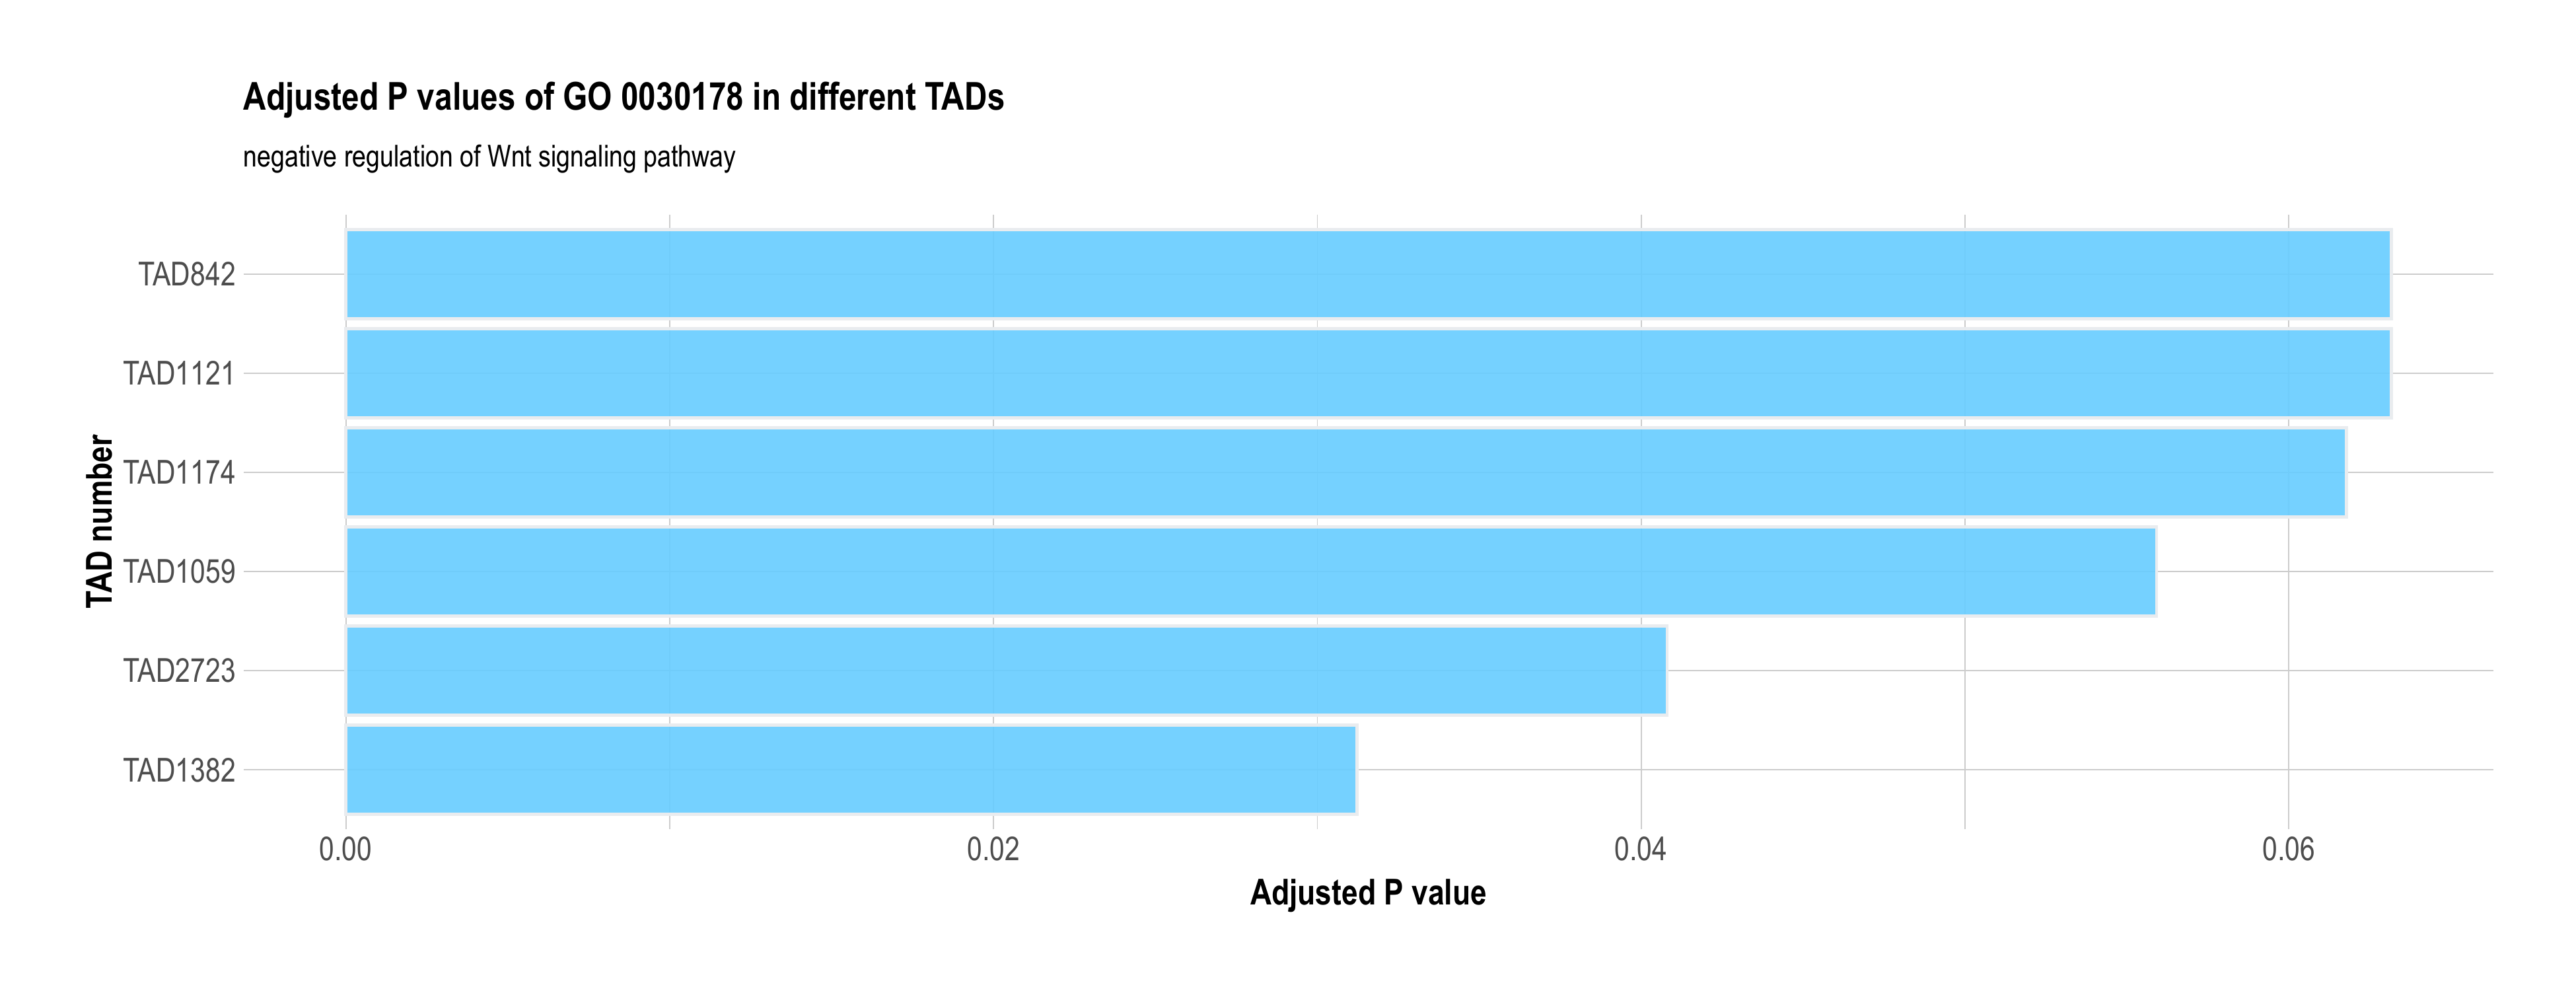 Adjusted P values of GO 0030178 in different TADs
negative regulation of Wnt signaling pathway
TAD number
TAD842
TAD1121
TAD1174
TAD1059
TAD2723
TAD1382
0.00 0.02 0.04 0.06
Adjusted P value